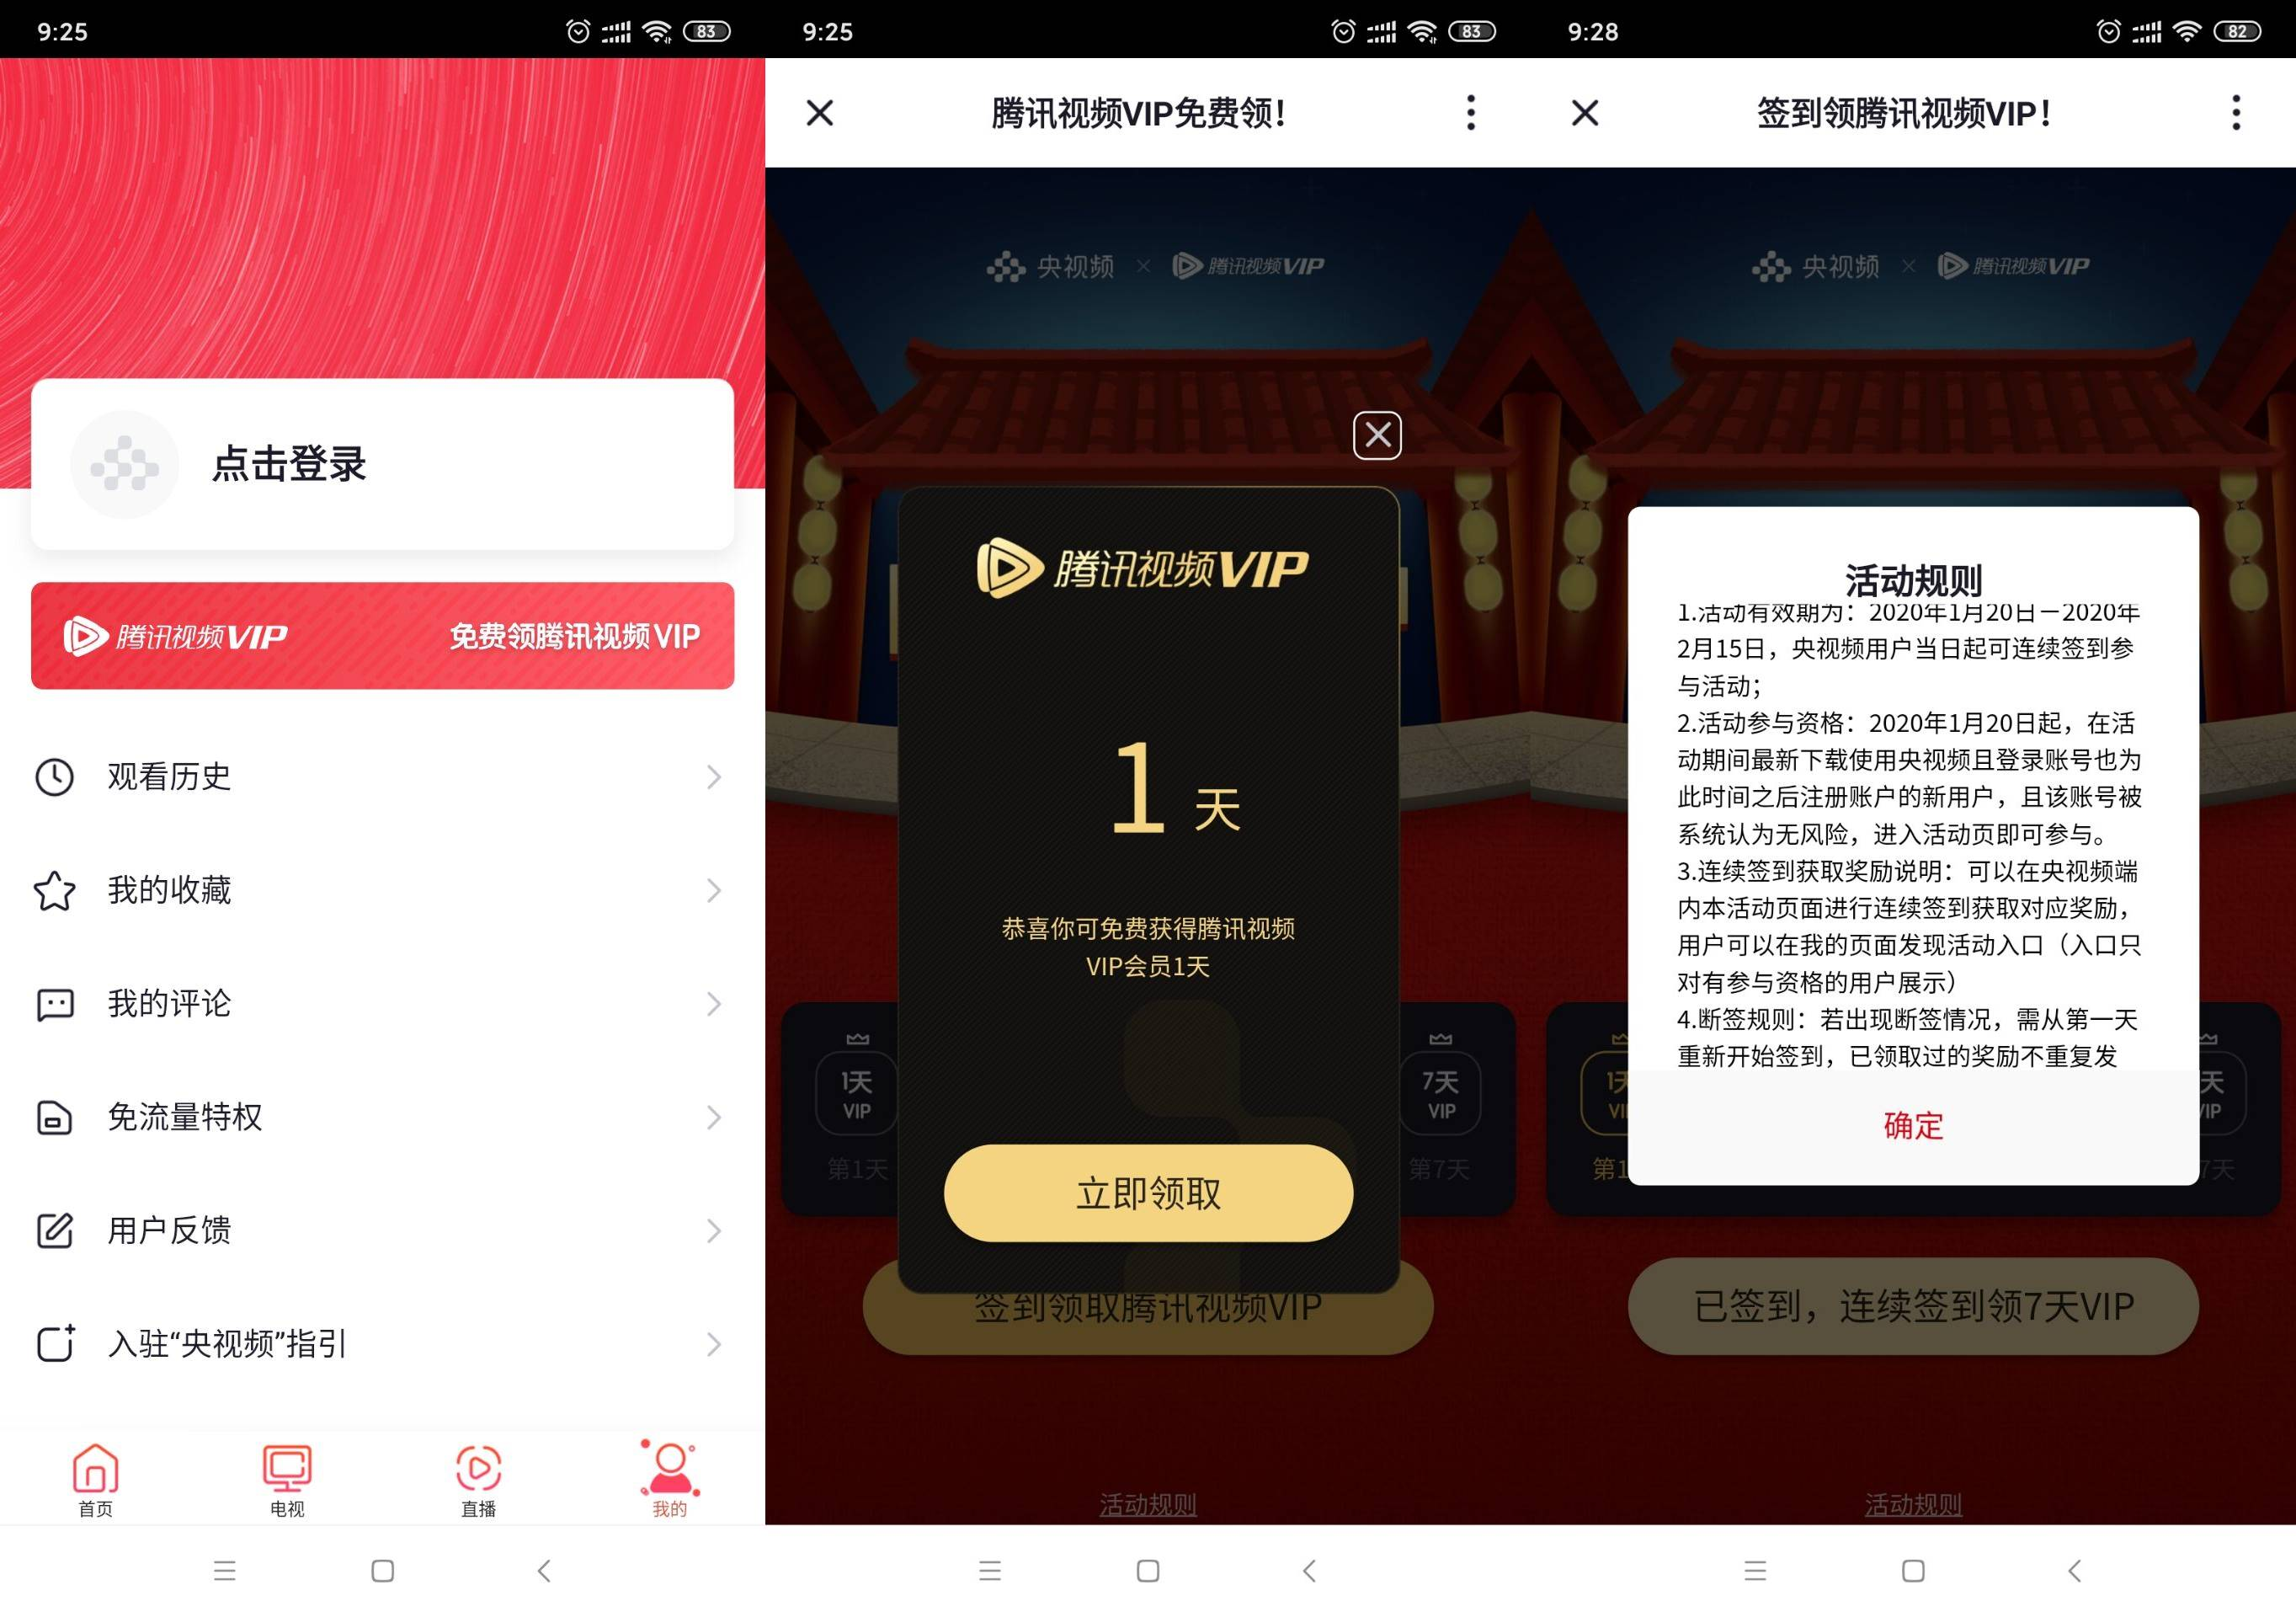 9:25
83
点击登录
腾讯视频VIP
免费领腾讯视频VIP
观看历史
我的收藏
我的评论
免流量特权
用户反馈
入驻“央视频”指引
首页
电视
直播
我的
9:25
83
腾讯视频VIP免费领！
央视频 × 腾讯视频VIP
腾讯视频VIP
1 天
恭喜你可免费获得腾讯视频
VIP会员1天
1天
VIP
第1天
7天
VIP
第7天
立即领取
签到领取腾讯视频VIP
活动规则
9:28
82
签到领腾讯视频VIP！
央视频 × 腾讯视频VIP
活动规则
1.活动有效期为：2020年1月20日－2020年
2月15日，央视频用户当日起可连续签到参
与活动；
2.活动参与资格：2020年1月20日起，在活
动期间最新下载使用央视频且登录账号也为
此时间之后注册账户的新用户，且该账号被
系统认为无风险，进入活动页即可参与。
3.连续签到获取奖励说明：可以在央视频端
内本活动页面进行连续签到获取对应奖励，
用户可以在我的页面发现活动入口（入口只
对有参与资格的用户展示）
4.断签规则：若出现断签情况，需从第一天
重新开始签到，已领取过的奖励不重复发
确定
已签到，连续签到领7天VIP
活动规则